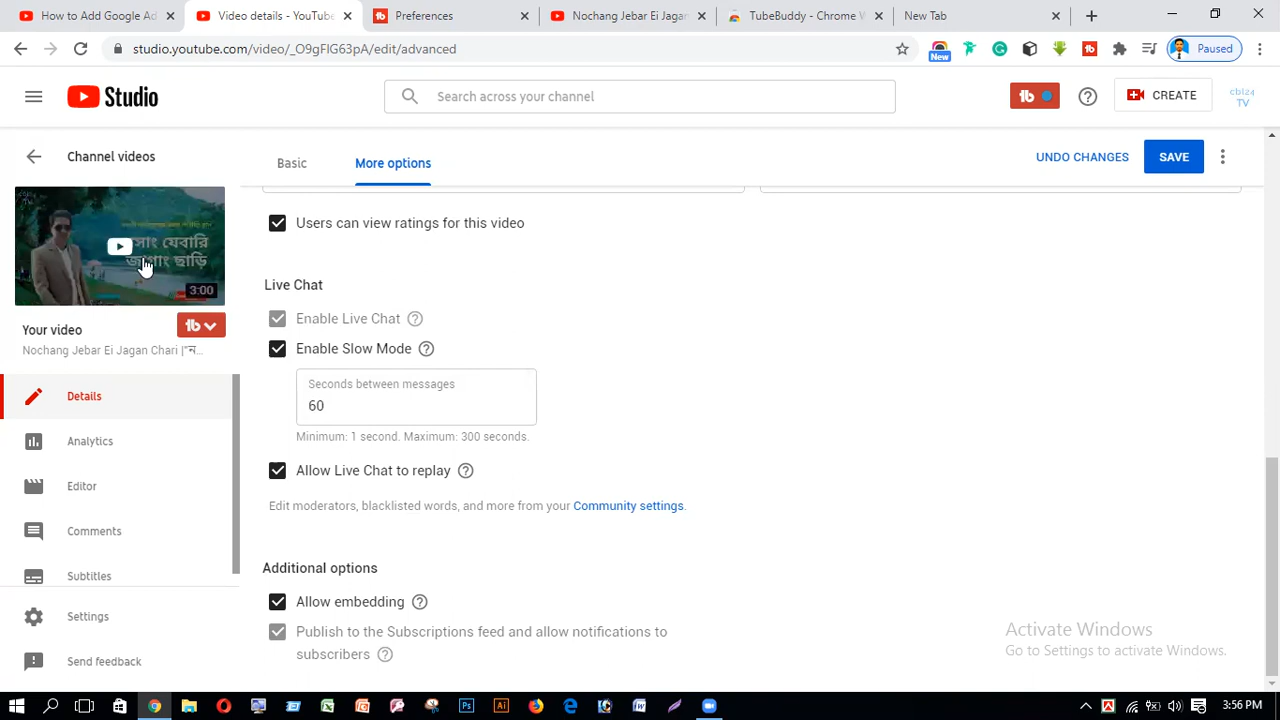 How to Add Google Ad
Video details - YouTube
Preferences
Nochang Jebar Ei Jagan
TubeBuddy - Chrome W
New Tab
studio.youtube.com/video/_O9gFlG63pA/edit/advanced
New
Paused
Studio
Search across your channel
CREATE
cbl24
TV
Channel videos
Basic
More options
UNDO CHANGES
SAVE
Users can view ratings for this video
জাগাং ছাড়ি
3:00
Live Chat
Enable Live Chat
Your video
Nochang Jebar Ei Jagan Chari |"ন...
Enable Slow Mode
Seconds between messages
60
Minimum: 1 second. Maximum: 300 seconds.
Details
Analytics
Allow Live Chat to replay
Editor
Edit moderators, blacklisted words, and more from your Community settings.
Comments
Additional options
Subtitles
Allow embedding
Settings
Publish to the Subscriptions feed and allow notifications to
subscribers
Send feedback
Activate Windows
Go to Settings to activate Windows.
3:56 PM